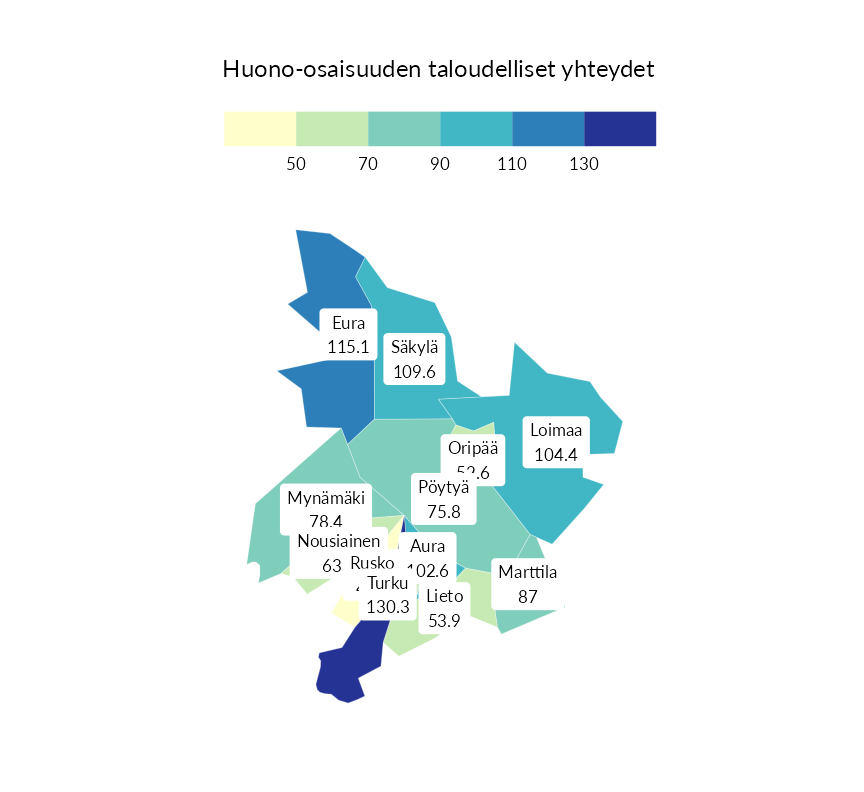 Huono-osaisuuden taloudelliset yhteydet
50 70 90 110 130
Eura
115.1
Säkylä
109.6
Loimaa
104.4
Oripää
52.6
Pöytyä
75.8
Mynämäki
78.4
Nousiainen
63
Aura
102.6
Rusko
Marttila
87
Turku
130.3
Lieto
53.9